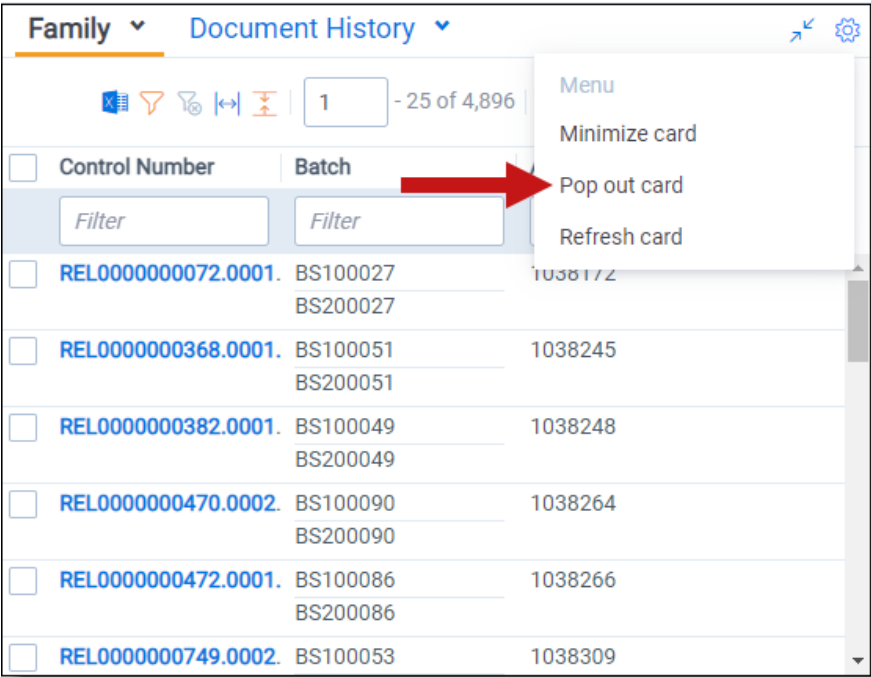 Family Document History
Menu
1 - 25 of 4,896
Minimize card
Control Number Batch
Pop out card
Filter Filter
Refresh card
REL0000000072.0001. BS100027 1038172
BS200027
REL0000000368.0001. BS100051 1038245
BS200051
REL0000000382.0001. BS100049 1038248
BS200049
REL0000000470.0002. BS100090 1038264
BS200090
REL0000000472.0001. BS100086 1038266
BS200086
REL0000000749.0002. BS100053 1038309